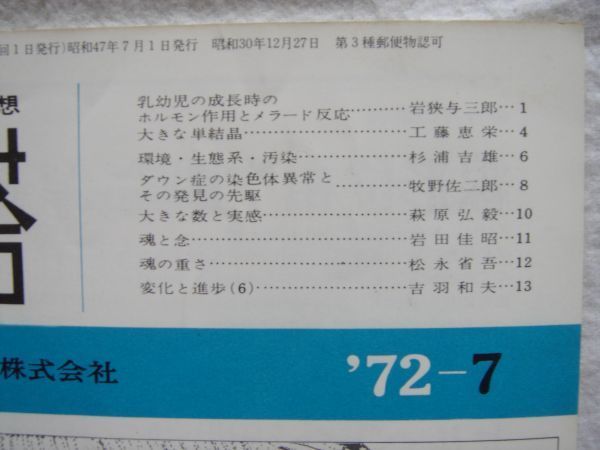 回1日発行)昭和47年7月1日発行 昭和30年12月27日 第3種郵便物認可
想
乳幼児の成長時の
ホルモン作用とメラード反応…………岩狭与三郎…1
大きな単結晶…………………………工藤恵栄…4
環境・生態系・汚染…………………杉浦吉雄…6
ダウン症の染色体異常と
その発見の先駆…………牧野佐二郎…8
大きな数と実感………………………萩原弘毅…10
魂と念…………………………………岩田佳昭…11
魂の重さ………………………………松永省吾…12
変化と進歩(6)………………………吉羽和夫…13
株式会社
'72-7